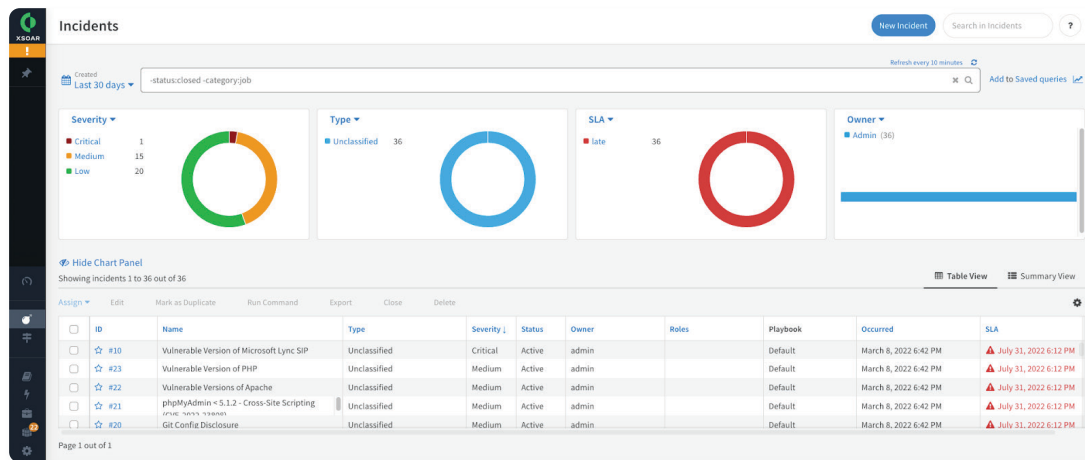 XSOAR
Incidents
New Incident
Search in Incidents
?
!
Refresh every 10 minutes
Created
Last 30 days
-status:closed -category:job
Add to Saved queries
Severity
Critical 1
Medium 15
Low 20
Type
Unclassified 36
SLA
late 36
Owner
Admin (36)
Hide Chart Panel
Showing incidents 1 to 36 out of 36
Table View
Summary View
Assign Edit Mark as Duplicate Run Command Export Close Delete
ID Name Type Severity ↓ Status Owner Roles Playbook Occurred SLA
#10 Vulnerable Version of Microsoft Lync SIP Unclassified Critical Active admin Default March 8, 2022 6:42 PM July 31, 2022 6:12 PM
#23 Vulnerable Version of PHP Unclassified Medium Active admin Default March 8, 2022 6:42 PM July 31, 2022 6:12 PM
#22 Vulnerable Versions of Apache Unclassified Medium Active admin Default March 8, 2022 6:42 PM July 31, 2022 6:12 PM
#21 phpMyAdmin < 5.1.2 - Cross-Site Scripting Unclassified Medium Active admin Default March 8, 2022 6:42 PM July 31, 2022 6:12 PM
(CVE-2022-23808)
#20 Git Config Disclosure Unclassified Medium Active admin Default March 8, 2022 6:42 PM July 31, 2022 6:12 PM
22
Page 1 out of 1